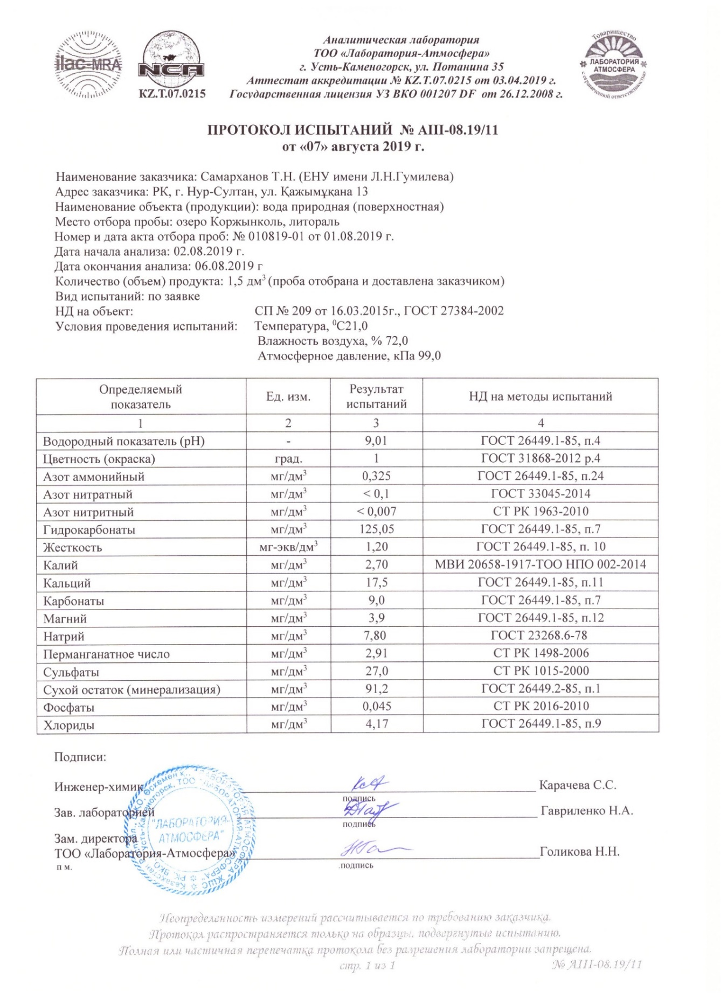 ilac-MRA
NCA
KZ.T.07.0215
Аналитическая лаборатория
ТОО «Лаборатория-Атмосфера»
г. Усть-Каменогорск, ул. Потанина 35
Аттестат аккредитации № KZ.T.07.0215 от 03.04.2019 г.
Государственная лицензия УЗ ВКО 001207 DF от 26.12.2008 г.
Товарищество
ЛАБОРАТОРИЯ
АТМОСФЕРА
с ограниченной ответственностью
ПРОТОКОЛ ИСПЫТАНИЙ № АШ-08.19/11
от «07» августа 2019 г.
Наименование заказчика: Самарханов Т.Н. (ЕНУ имени Л.Н.Гумилева)
Адрес заказчика: РК, г. Нур-Султан, ул. Қажымұқана 13
Наименование объекта (продукции): вода природная (поверхностная)
Место отбора пробы: озеро Коржынколь, литораль
Номер и дата акта отбора проб: № 010819-01 от 01.08.2019 г.
Дата начала анализа: 02.08.2019 г.
Дата окончания анализа: 06.08.2019 г
Количество (объем) продукта: 1,5 дм³ (проба отобрана и доставлена заказчиком)
Вид испытаний: по заявке
НД на объект: СП № 209 от 16.03.2015г., ГОСТ 27384-2002
Условия проведения испытаний: Температура, ⁰С21,0
Влажность воздуха, % 72,0
Атмосферное давление, кПа 99,0
Определяемый показатель Ед. изм. Результат испытаний НД на методы испытаний
1 2 3 4
Водородный показатель (pH) - 9,01 ГОСТ 26449.1-85, п.4
Цветность (окраска) град. 1 ГОСТ 31868-2012 р.4
Азот аммонийный мг/дм³ 0,325 ГОСТ 26449.1-85, п.24
Азот нитратный мг/дм³ < 0,1 ГОСТ 33045-2014
Азот нитритный мг/дм³ < 0,007 СТ РК 1963-2010
Гидрокарбонаты мг/дм³ 125,05 ГОСТ 26449.1-85, п.7
Жесткость мг-экв/дм³ 1,20 ГОСТ 26449.1-85, п. 10
Калий мг/дм³ 2,70 МВИ 20658-1917-ТОО НПО 002-2014
Кальций мг/дм³ 17,5 ГОСТ 26449.1-85, п.11
Карбонаты мг/дм³ 9,0 ГОСТ 26449.1-85, п.7
Магний мг/дм³ 3,9 ГОСТ 26449.1-85, п.12
Натрий мг/дм³ 7,80 ГОСТ 23268.6-78
Перманганатное число мг/дм³ 2,91 СТ РК 1498-2006
Сульфаты мг/дм³ 27,0 СТ РК 1015-2000
Сухой остаток (минерализация) мг/дм³ 91,2 ГОСТ 26449.2-85, п.1
Фосфаты мг/дм³ 0,045 СТ РК 2016-2010
Хлориды мг/дм³ 4,17 ГОСТ 26449.1-85, п.9
Подписи:
Инженер-химик Карачева С.С.
подпись
Зав. лабораторией Гавриленко Н.А.
подпись
Зам. директора
ТОО «Лаборатория-Атмосфера» Голикова Н.Н.
п м. .подпись
"ЛАБОРАТОРИЯ-
АТМОСФЕРА"
Неопределенность измерений рассчитывается по требованию заказчика.
Протокол распространяется только на образцы, подвергнутые испытанию.
Полная или частичная перепечатка протокола без разрешения лаборатории запрещена.
стр. 1 из 1 № АШ-08.19/11